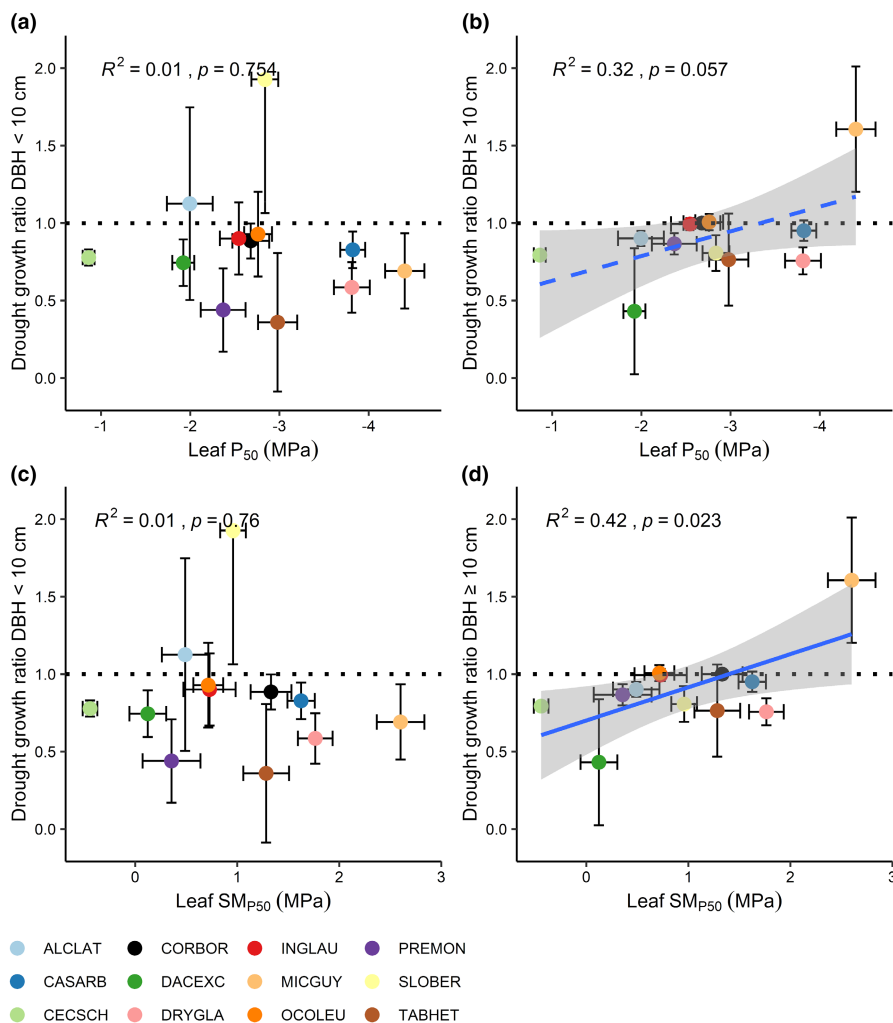 (a)
R² = 0.01 , p = 0.754
Drought growth ratio DBH < 10 cm
2.0
1.5
1.0
0.5
0.0
-1 -2 -3 -4
Leaf P₅₀ (MPa)
(b)
R² = 0.32 , p = 0.057
Drought growth ratio DBH ≥ 10 cm
2.0
1.5
1.0
0.5
0.0
-1 -2 -3 -4
Leaf P₅₀ (MPa)
(c)
R² = 0.01 , p = 0.76
Drought growth ratio DBH < 10 cm
2.0
1.5
1.0
0.5
0.0
0 1 2 3
Leaf SM_P50 (MPa)
(d)
R² = 0.42 , p = 0.023
Drought growth ratio DBH ≥ 10 cm
2.0
1.5
1.0
0.5
0.0
0 1 2 3
Leaf SM_P50 (MPa)
ALCLAT CORBOR INGLAU PREMON
CASARB DACEXC MICGUY SLOBER
CECSCH DRYGLA OCOLEU TABHET